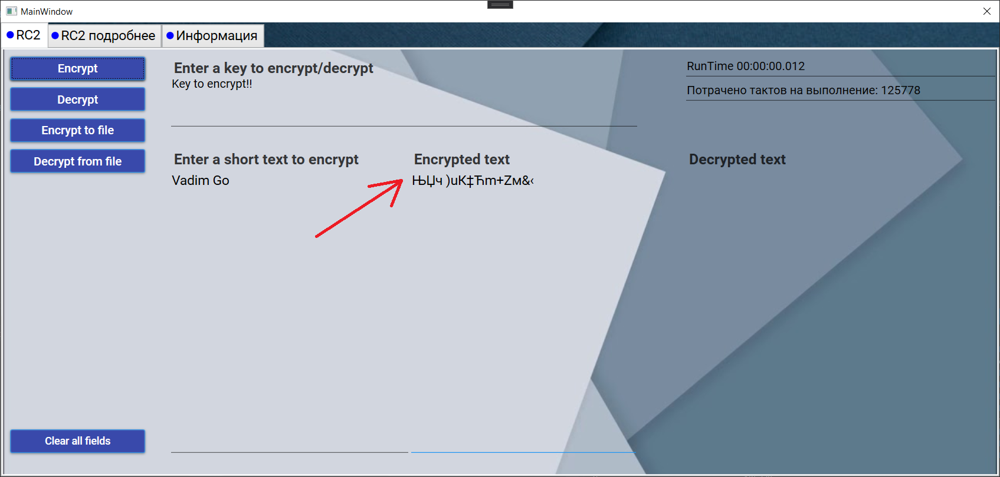 MainWindow
RC2
RC2 подробнее
Информация
Encrypt
Decrypt
Encrypt to file
Decrypt from file
Clear all fields
Enter a key to encrypt/decrypt
Key to encrypt!!
RunTime 00:00:00.012
Потрачено тактов на выполнение: 125778
Enter a short text to encrypt
Vadim Go
Encrypted text
ЊЏч )uK‡Ћm+Zм&‹
Decrypted text